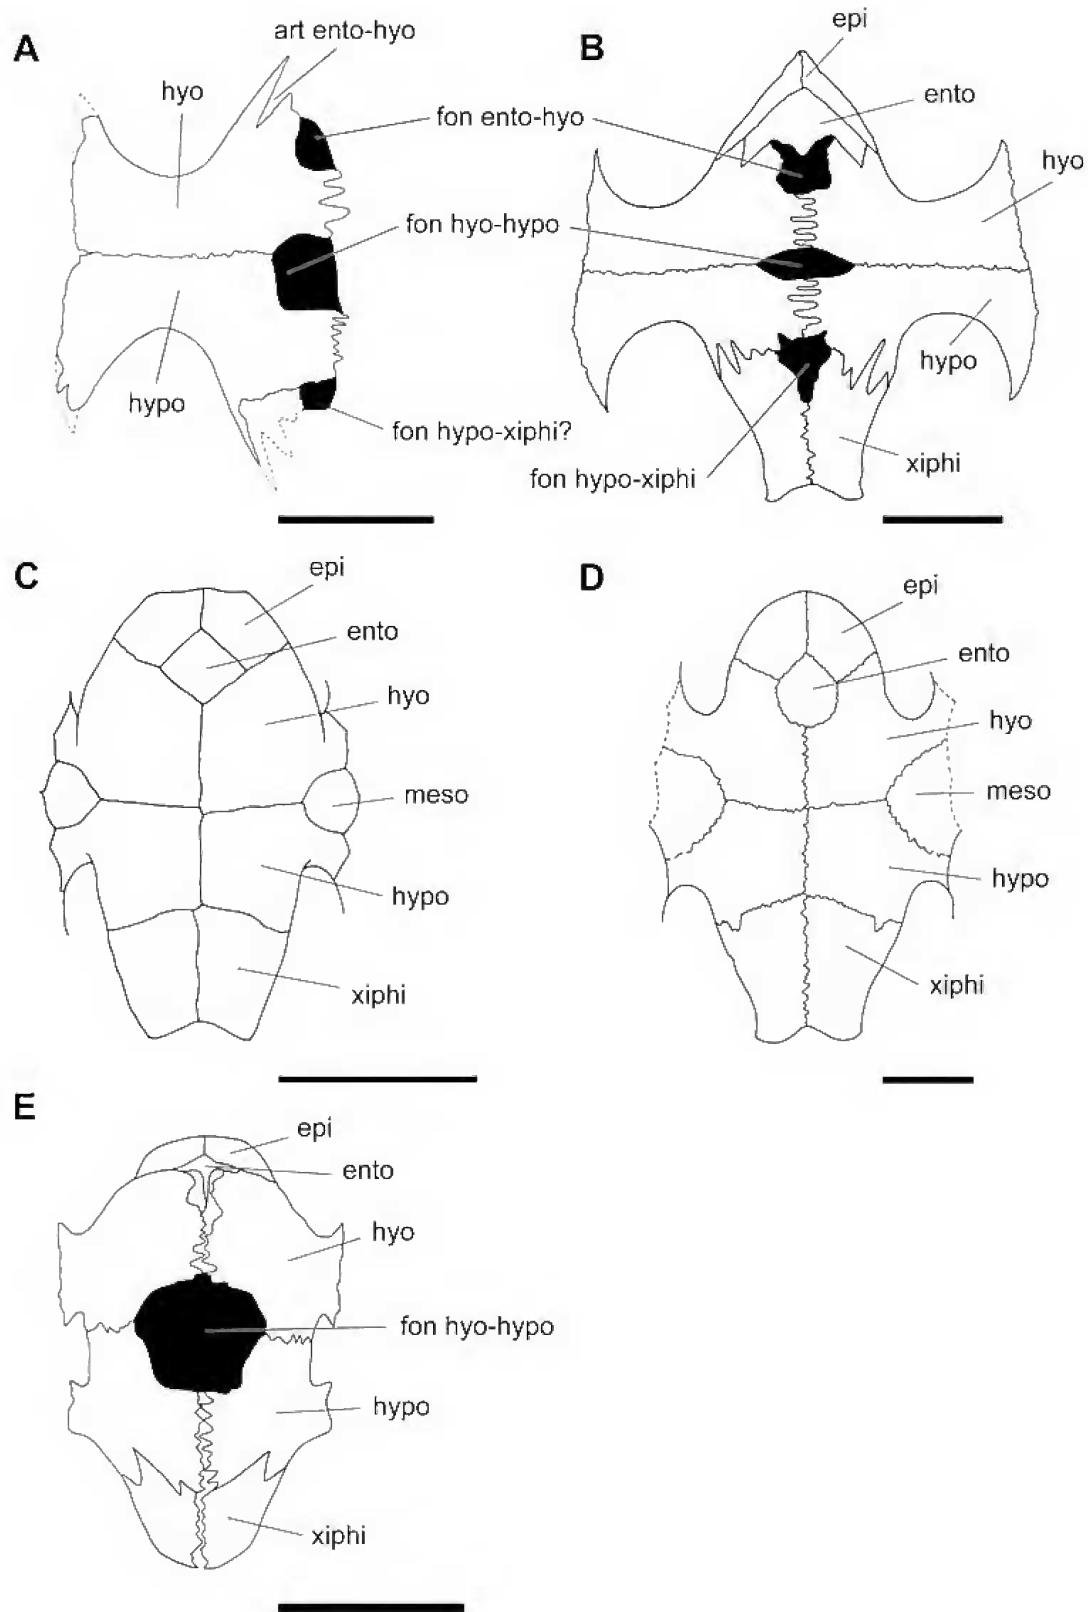 A
art ento-hyo
hyo
fon ento-hyo
fon hyo-hypo
hypo
fon hypo-xiphi?
B
epi
ento
hyo
hypo
xiphi
fon hypo-xiphi
C
epi
ento
hyo
meso
hypo
xiphi
D
epi
ento
hyo
meso
hypo
xiphi
E
epi
ento
hyo
fon hyo-hypo
hypo
xiphi